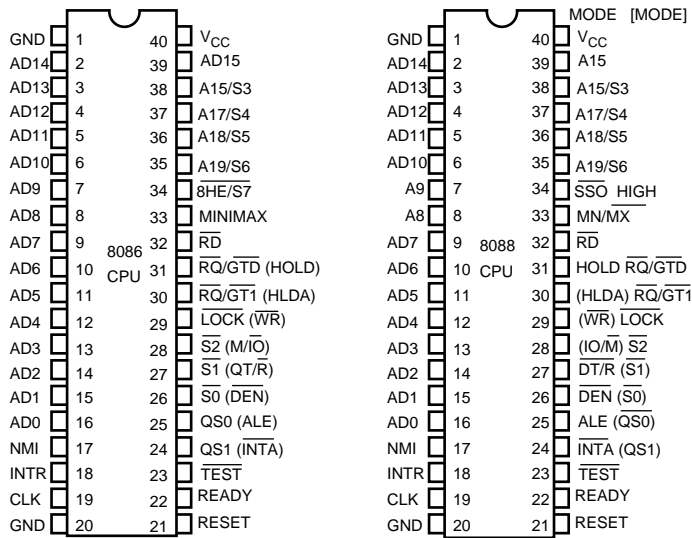 MODE [MODE]
GND 1 40 VCC
AD14 2 39 AD15
AD13 3 38 A15/S3
AD12 4 37 A17/S4
AD11 5 36 A18/S5
AD10 6 35 A19/S6
AD9 7 34 8HE/S7
AD8 8 33 MINIMAX
AD7 9 32 RD
AD6 10 31 RQ/GTD (HOLD)
AD5 11 30 RQ/GT1 (HLDA)
AD4 12 29 LOCK (WR)
AD3 13 28 S2 (M/IO)
AD2 14 27 S1 (QT/R)
AD1 15 26 S0 (DEN)
AD0 16 25 QS0 (ALE)
NMI 17 24 QS1 (INTA)
INTR 18 23 TEST
CLK 19 22 READY
GND 20 21 RESET
8086
CPU
GND 1 40 VCC
AD14 2 39 A15
AD13 3 38 A15/S3
AD12 4 37 A17/S4
AD11 5 36 A18/S5
AD10 6 35 A19/S6
A9 7 34 SSO HIGH
A8 8 33 MN/MX
AD7 9 32 RD
AD6 10 31 HOLD RQ/GTD
AD5 11 30 (HLDA) RQ/GT1
AD4 12 29 (WR) LOCK
AD3 13 28 (IO/M) S2
AD2 14 27 DT/R (S1)
AD1 15 26 DEN (S0)
AD0 16 25 ALE (QS0)
NMI 17 24 INTA (QS1)
INTR 18 23 TEST
CLK 19 22 READY
GND 20 21 RESET
8088
CPU